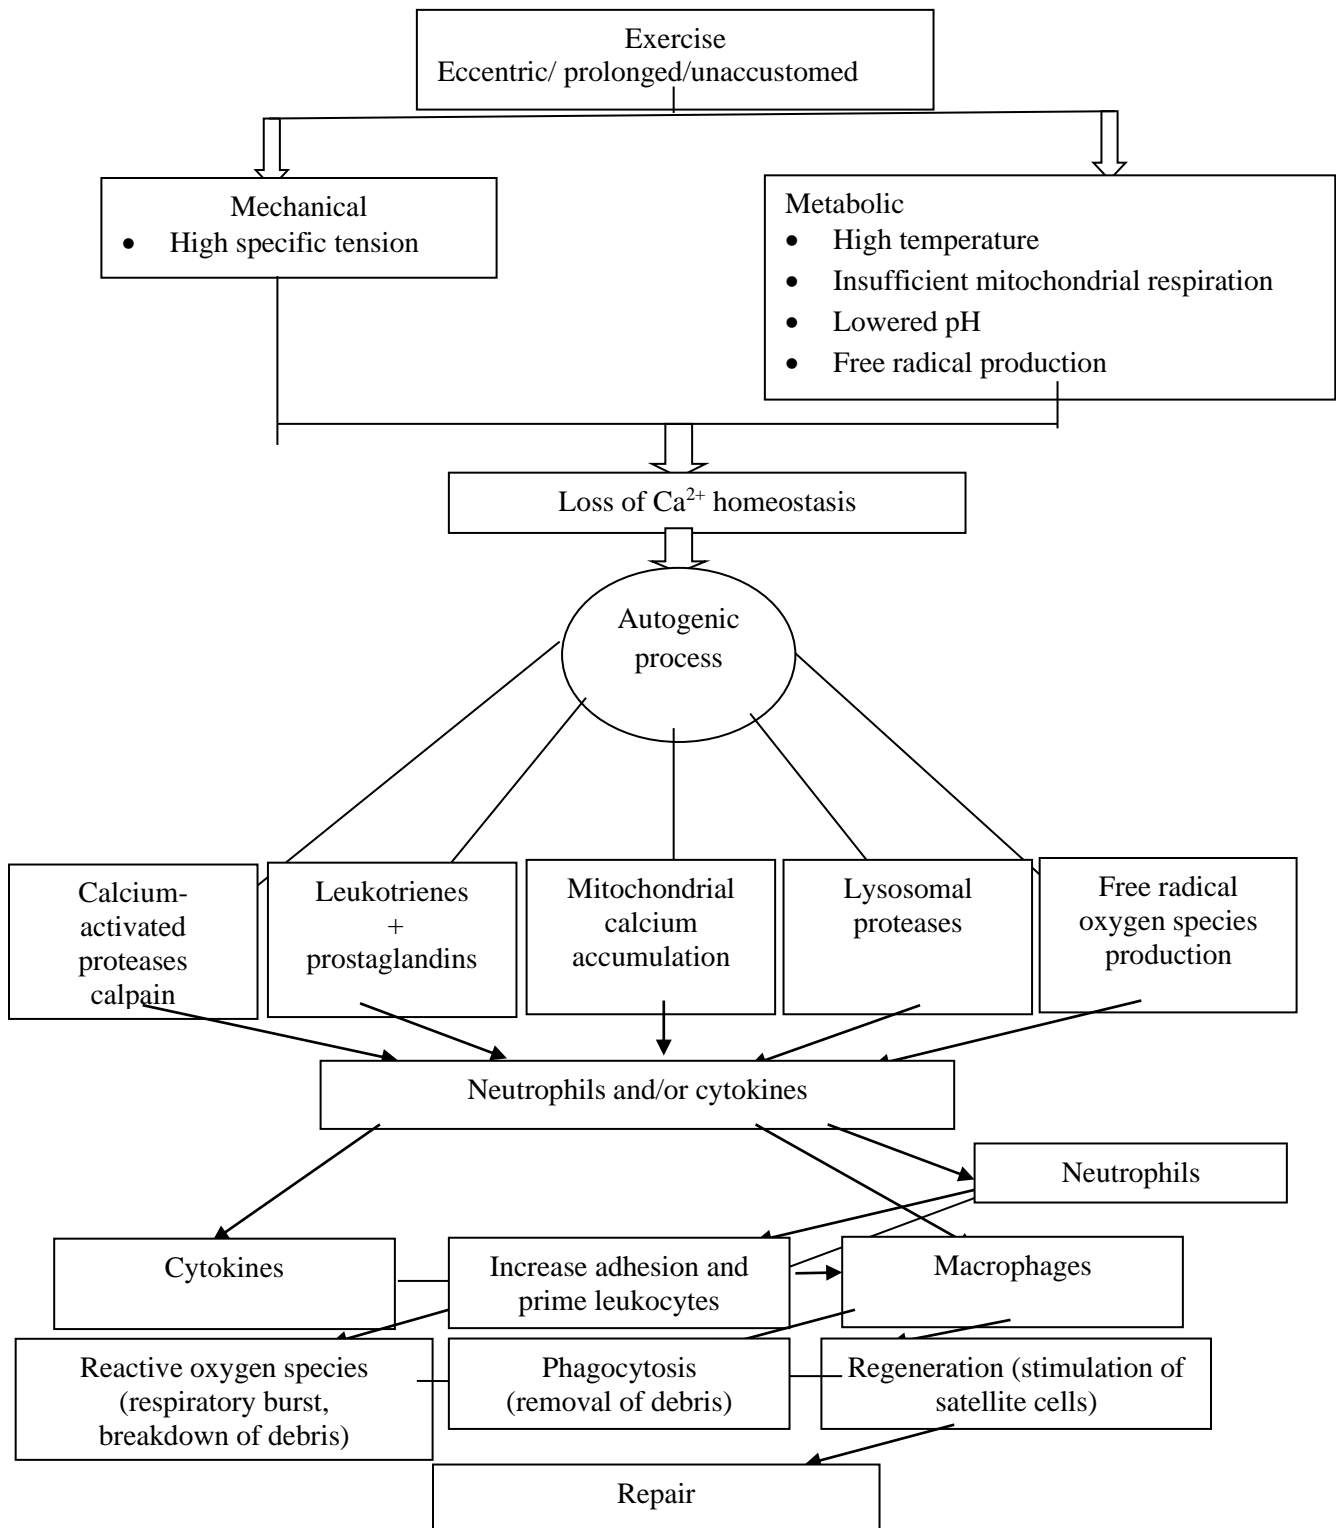 Exercise
Eccentric/ prolonged/unaccustomed
Mechanical
• High specific tension
Metabolic
• High temperature
• Insufficient mitochondrial respiration
• Lowered pH
• Free radical production
Loss of Ca²⁺ homeostasis
Autogenic
process
Calcium-
activated
proteases
calpain
Leukotrienes
+
prostaglandins
Mitochondrial
calcium
accumulation
Lysosomal
proteases
Free radical
oxygen species
production
Neutrophils and/or cytokines
Neutrophils
Cytokines
Increase adhesion and
prime leukocytes
Macrophages
Reactive oxygen species
(respiratory burst,
breakdown of debris)
Phagocytosis
(removal of debris)
Regeneration (stimulation of
satellite cells)
Repair